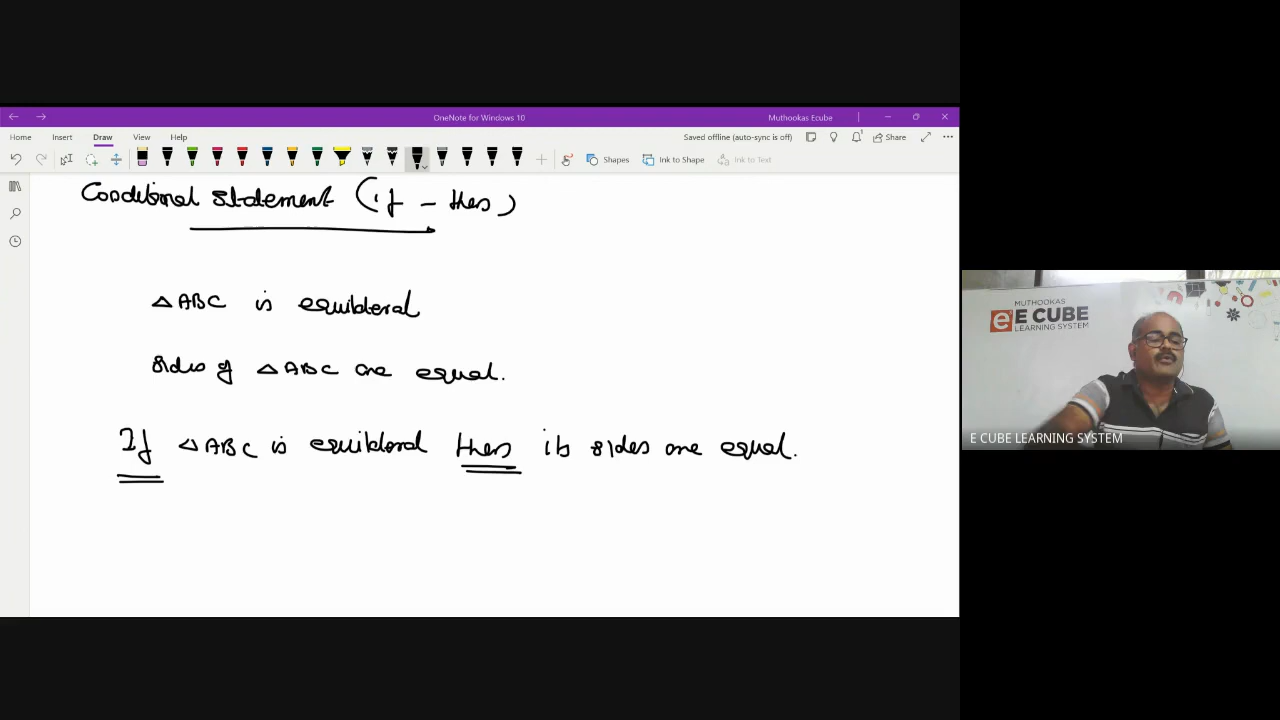 OneNote for Windows 10
Muthookas Ecube
Home Insert Draw View Help
Saved offline (auto-sync is off)
Share
Shapes
Ink to Shape
Ink to Text
Conditional statement (if - then)
△ABC is equilateral
Sides of △ABC are equal.
If △ABC is equilateral then its sides are equal.
MUTHOOKAS
e E CUBE
LEARNING SYSTEM
E CUBE LEARNING SYSTEM